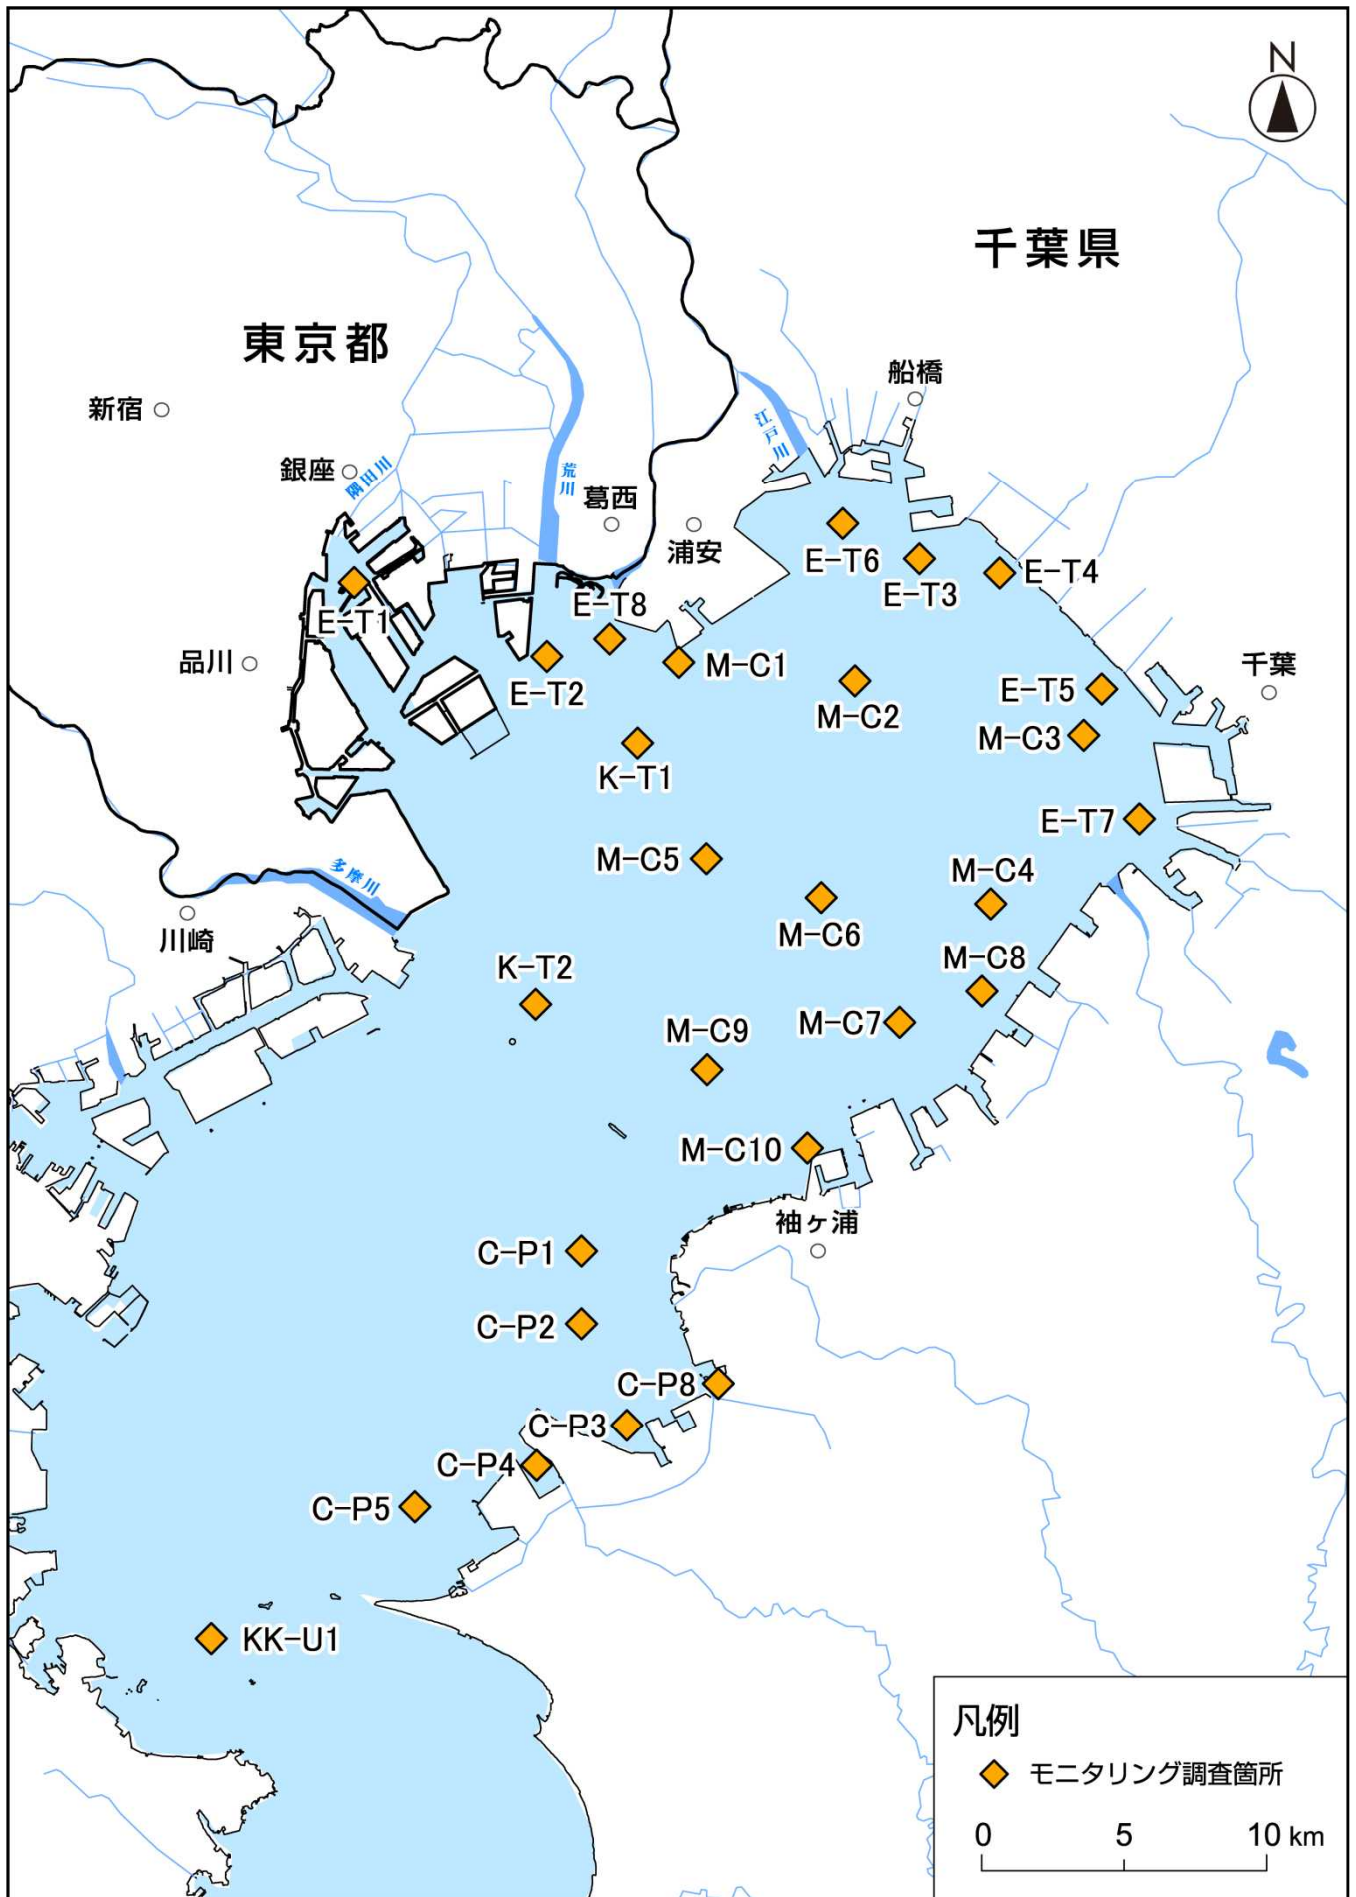 N
千葉県
東京都
船橋
新宿
江戸川
銀座
隅田川
荒川
葛西
浦安
E-T6
E-T3
E-T4
E-T8
E-T1
品川
E-T2
M-C1
千葉
E-T5
M-C2
M-C3
K-T1
E-T7
M-C5
多摩川
M-C4
川崎
M-C6
M-C8
K-T2
M-C7
M-C9
M-C10
袖ヶ浦
C-P1
C-P2
C-P8
C-P3
C-P4
C-P5
KK-U1
凡例
モニタリング調査箇所
0 5 10 km